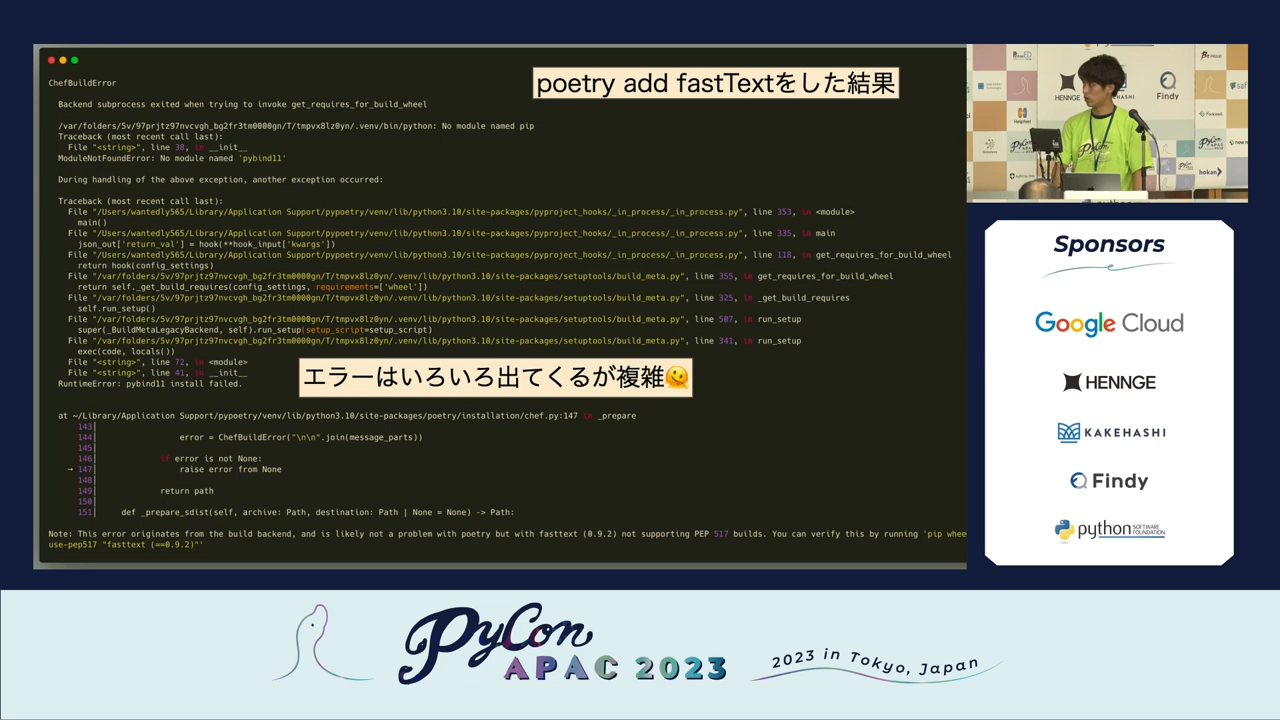 ChefBuildError
poetry add fastTextをした結果
Backend subprocess exited when trying to invoke get_requires_for_build_wheel
/var/folders/5v/97prjtz97nvcvgh_bg2fr3tm0000gn/T/tmpvx8lz0yn/.venv/bin/python: No module named pip
Traceback (most recent call last):
File "<string>", line 38, in __init__
ModuleNotFoundError: No module named 'pybind11'
During handling of the above exception, another exception occurred:
Traceback (most recent call last):
File "/Users/wantedly565/Library/Application Support/pypoetry/venv/lib/python3.10/site-packages/pyproject_hooks/_in_process/_in_process.py", line 353, in <module>
main()
File "/Users/wantedly565/Library/Application Support/pypoetry/venv/lib/python3.10/site-packages/pyproject_hooks/_in_process/_in_process.py", line 335, in main
json_out['return_val'] = hook(**hook_input['kwargs'])
File "/Users/wantedly565/Library/Application Support/pypoetry/venv/lib/python3.10/site-packages/pyproject_hooks/_in_process/_in_process.py", line 118, in get_requires_for_build_wheel
return hook(config_settings)
File "/var/folders/5v/97prjtz97nvcvgh_bg2fr3tm0000gn/T/tmpvx8lz0yn/.venv/lib/python3.10/site-packages/setuptools/build_meta.py", line 355, in get_requires_for_build_wheel
return self._get_build_requires(config_settings, requirements=['wheel'])
File "/var/folders/5v/97prjtz97nvcvgh_bg2fr3tm0000gn/T/tmpvx8lz0yn/.venv/lib/python3.10/site-packages/setuptools/build_meta.py", line 325, in _get_build_requires
self.run_setup()
File "/var/folders/5v/97prjtz97nvcvgh_bg2fr3tm0000gn/T/tmpvx8lz0yn/.venv/lib/python3.10/site-packages/setuptools/build_meta.py", line 507, in run_setup
super(_BuildMetaLegacyBackend, self).run_setup(setup_script=setup_script)
File "/var/folders/5v/97prjtz97nvcvgh_bg2fr3tm0000gn/T/tmpvx8lz0yn/.venv/lib/python3.10/site-packages/setuptools/build_meta.py", line 341, in run_setup
exec(code, locals())
File "<string>", line 72, in <module>
File "<string>", line 41, in __init__
RuntimeError: pybind11 install failed.
エラーはいろいろ出てくるが複雑🫠
at ~/Library/Application Support/pypoetry/venv/lib/python3.10/site-packages/poetry/installation/chef.py:147 in _prepare
143|
144| error = ChefBuildError("\n\n".join(message_parts))
145|
146| if error is not None:
→ 147| raise error from None
148|
149| return path
150|
151| def _prepare_sdist(self, archive: Path, destination: Path | None = None) -> Path:
Note: This error originates from the build backend, and is likely not a problem with poetry but with fasttext (0.9.2) not supporting PEP 517 builds. You can verify this by running 'pip whee
use-pep517 "fasttext (==0.9.2)"'
HENNGE
Findy
Sponsors
Google Cloud
HENNGE
KAKEHASHI
Findy
python SOFTWARE FOUNDATION
PyCon
APAC 2023
2023 in Tokyo, Japan